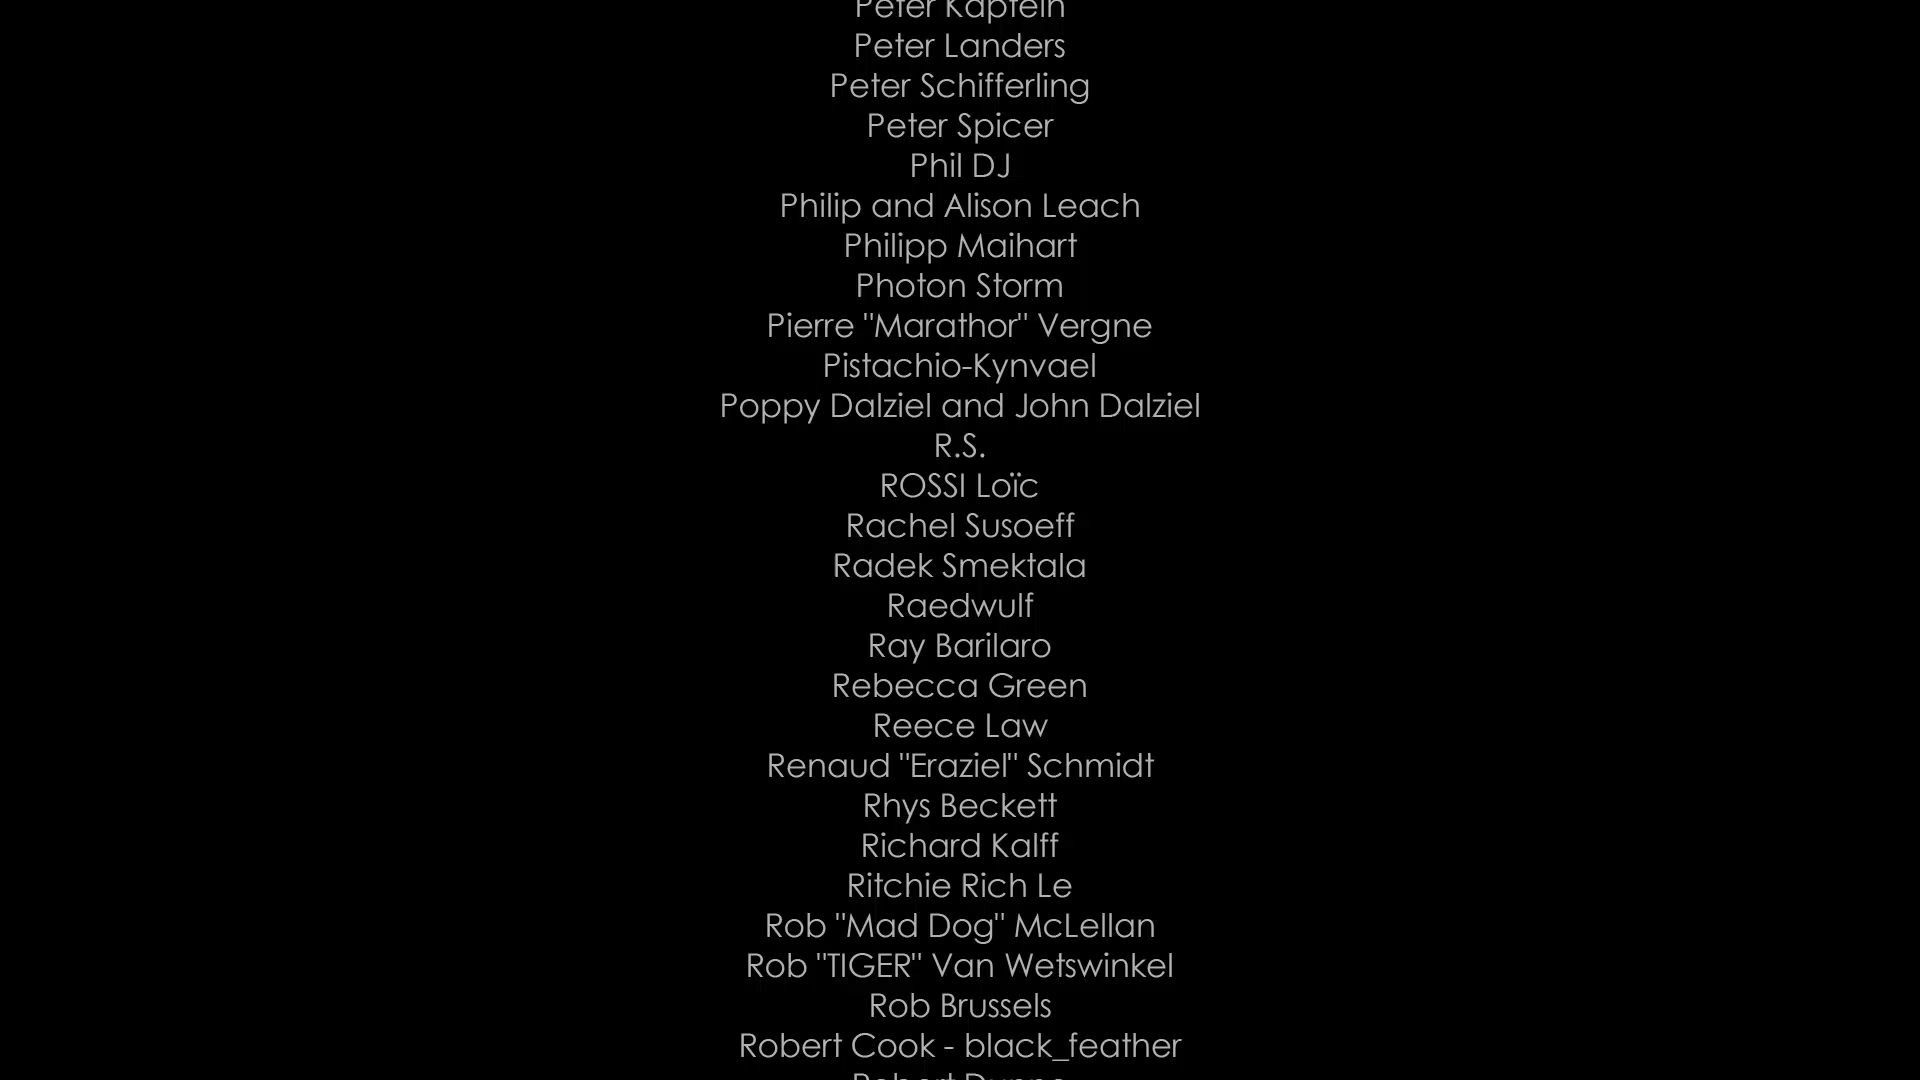 Peter Kaptein
Peter Landers
Peter Schifferling
Peter Spicer
Phil DJ
Philip and Alison Leach
Philipp Maihart
Photon Storm
Pierre "Marathor" Vergne
Pistachio-Kynvael
Poppy Dalziel and John Dalziel
R.S.
ROSSI Loïc
Rachel Susoeff
Radek Smektala
Raedwulf
Ray Barilaro
Rebecca Green
Reece Law
Renaud "Eraziel" Schmidt
Rhys Beckett
Richard Kalff
Ritchie Rich Le
Rob "Mad Dog" McLellan
Rob "TIGER" Van Wetswinkel
Rob Brussels
Robert Cook - black_feather
Robert